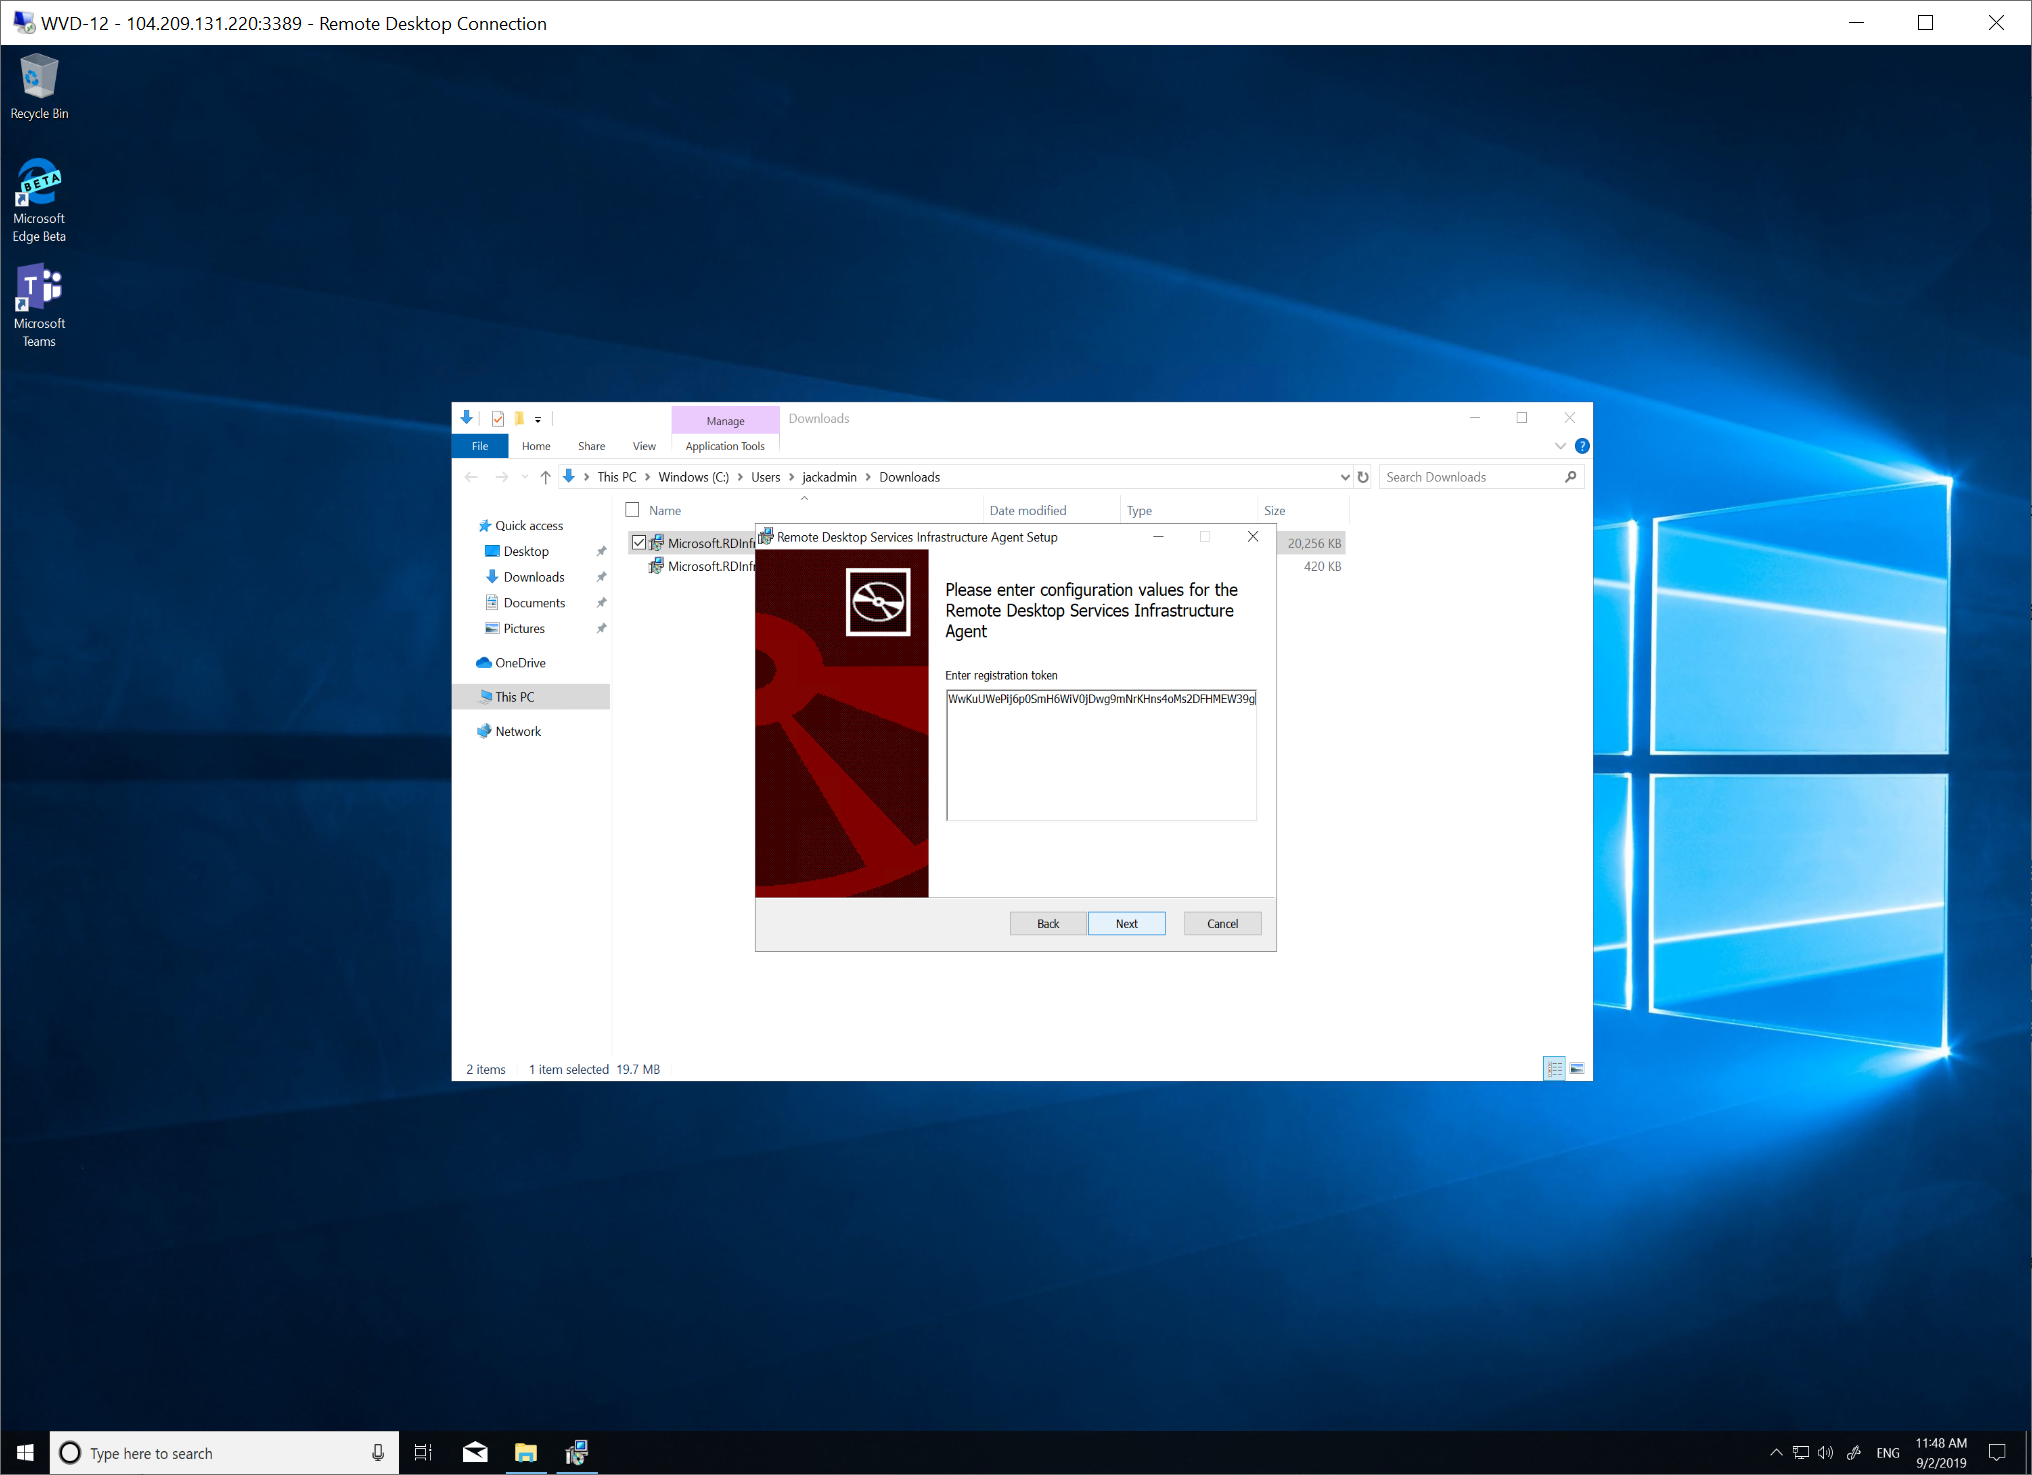 WVD-12 - 104.209.131.220:3389 - Remote Desktop Connection
Recycle Bin
BETA
Microsoft
Edge Beta
T
Microsoft
Teams
Manage
Downloads
File
Home
Share
View
Application Tools
?
This PC > Windows (C:) > Users > jackadmin > Downloads
Search Downloads
Name
Date modified
Type
Size
Quick access
Desktop
Downloads
Documents
Pictures
OneDrive
This PC
Network
Microsoft.RDInfr
20,256 KB
Microsoft.RDInfr
420 KB
Remote Desktop Services Infrastructure Agent Setup
Please enter configuration values for the
Remote Desktop Services Infrastructure
Agent
Enter registration token
WwKuUWePij6p0SmH6WiV0jDwg9mNrKHns4oMs2DFHMEW39g
Back
Next
Cancel
2 items
1 item selected 19.7 MB
Type here to search
ENG
11:48 AM
9/2/2019